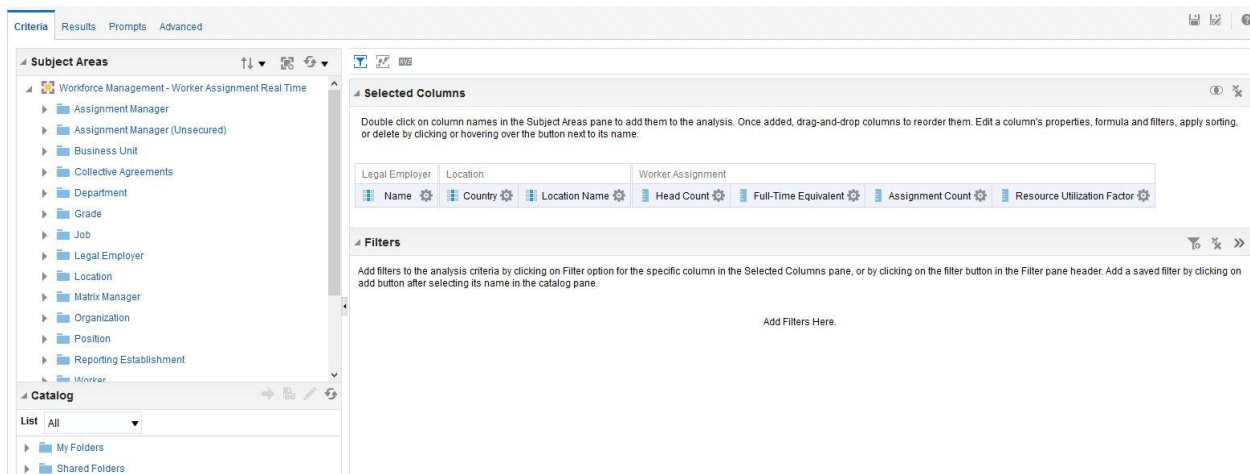 Criteria Results Prompts Advanced
Subject Areas
Workforce Management - Worker Assignment Real Time
Assignment Manager
Assignment Manager (Unsecured)
Business Unit
Collective Agreements
Department
Grade
Job
Legal Employer
Location
Matrix Manager
Organization
Position
Reporting Establishment
Worker
Catalog
List All
My Folders
Shared Folders
Selected Columns
Double click on column names in the Subject Areas pane to add them to the analysis. Once added, drag-and-drop columns to reorder them. Edit a column's properties, formula and filters, apply sorting,
or delete by clicking or hovering over the button next to its name.
Legal Employer Location Worker Assignment
Name Country Location Name Head Count Full-Time Equivalent Assignment Count Resource Utilization Factor
Filters
Add filters to the analysis criteria by clicking on Filter option for the specific column in the Selected Columns pane, or by clicking on the filter button in the Filter pane header. Add a saved filter by clicking on
add button after selecting its name in the catalog pane.
Add Filters Here.